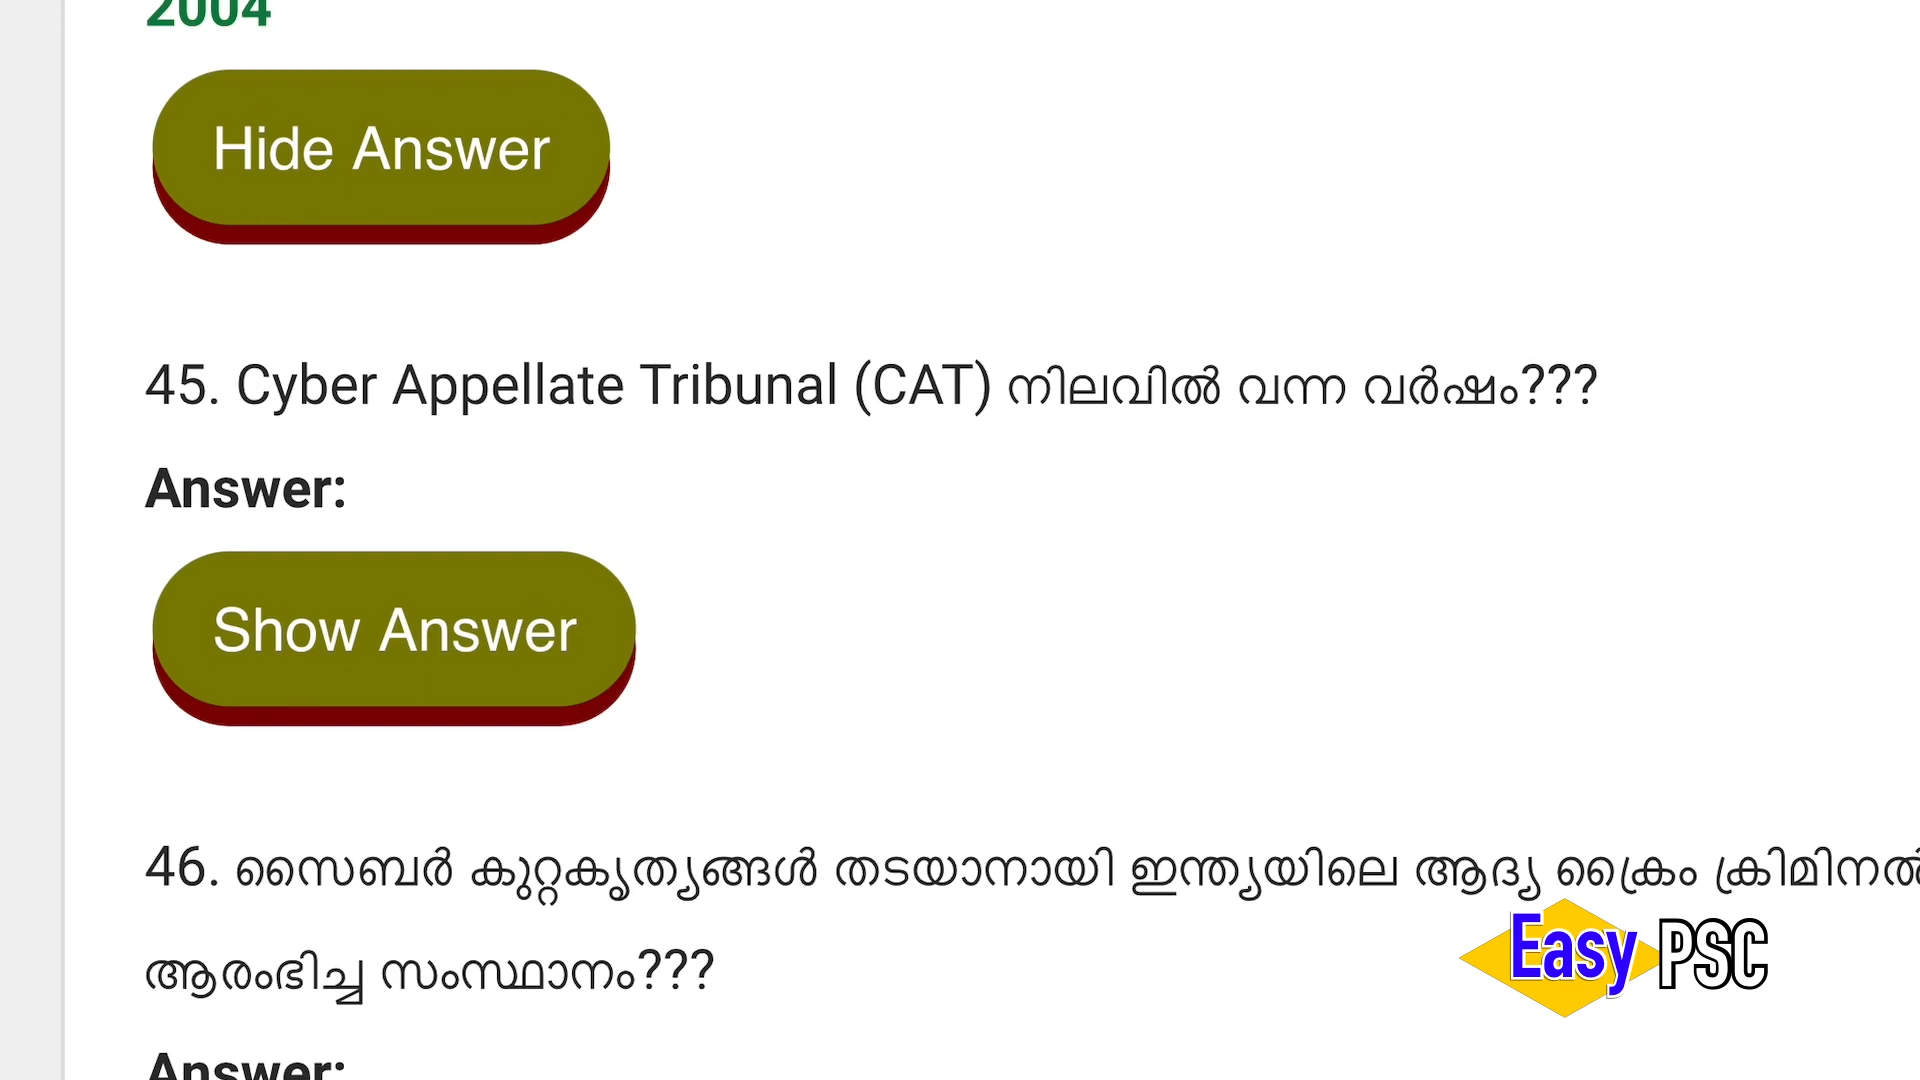 2004
Hide Answer
45. Cyber Appellate Tribunal (CAT) നിലവിൽ വന്ന വർഷം???
Answer:
Show Answer
46. സൈബർ കുറ്റകൃത്യങ്ങൾ തടയാനായി ഇന്ത്യയിലെ ആദ്യ ക്രൈം ക്രിമിനൽ
ആരംഭിച്ച സംസ്ഥാനം???
Easy PSC
Answer: